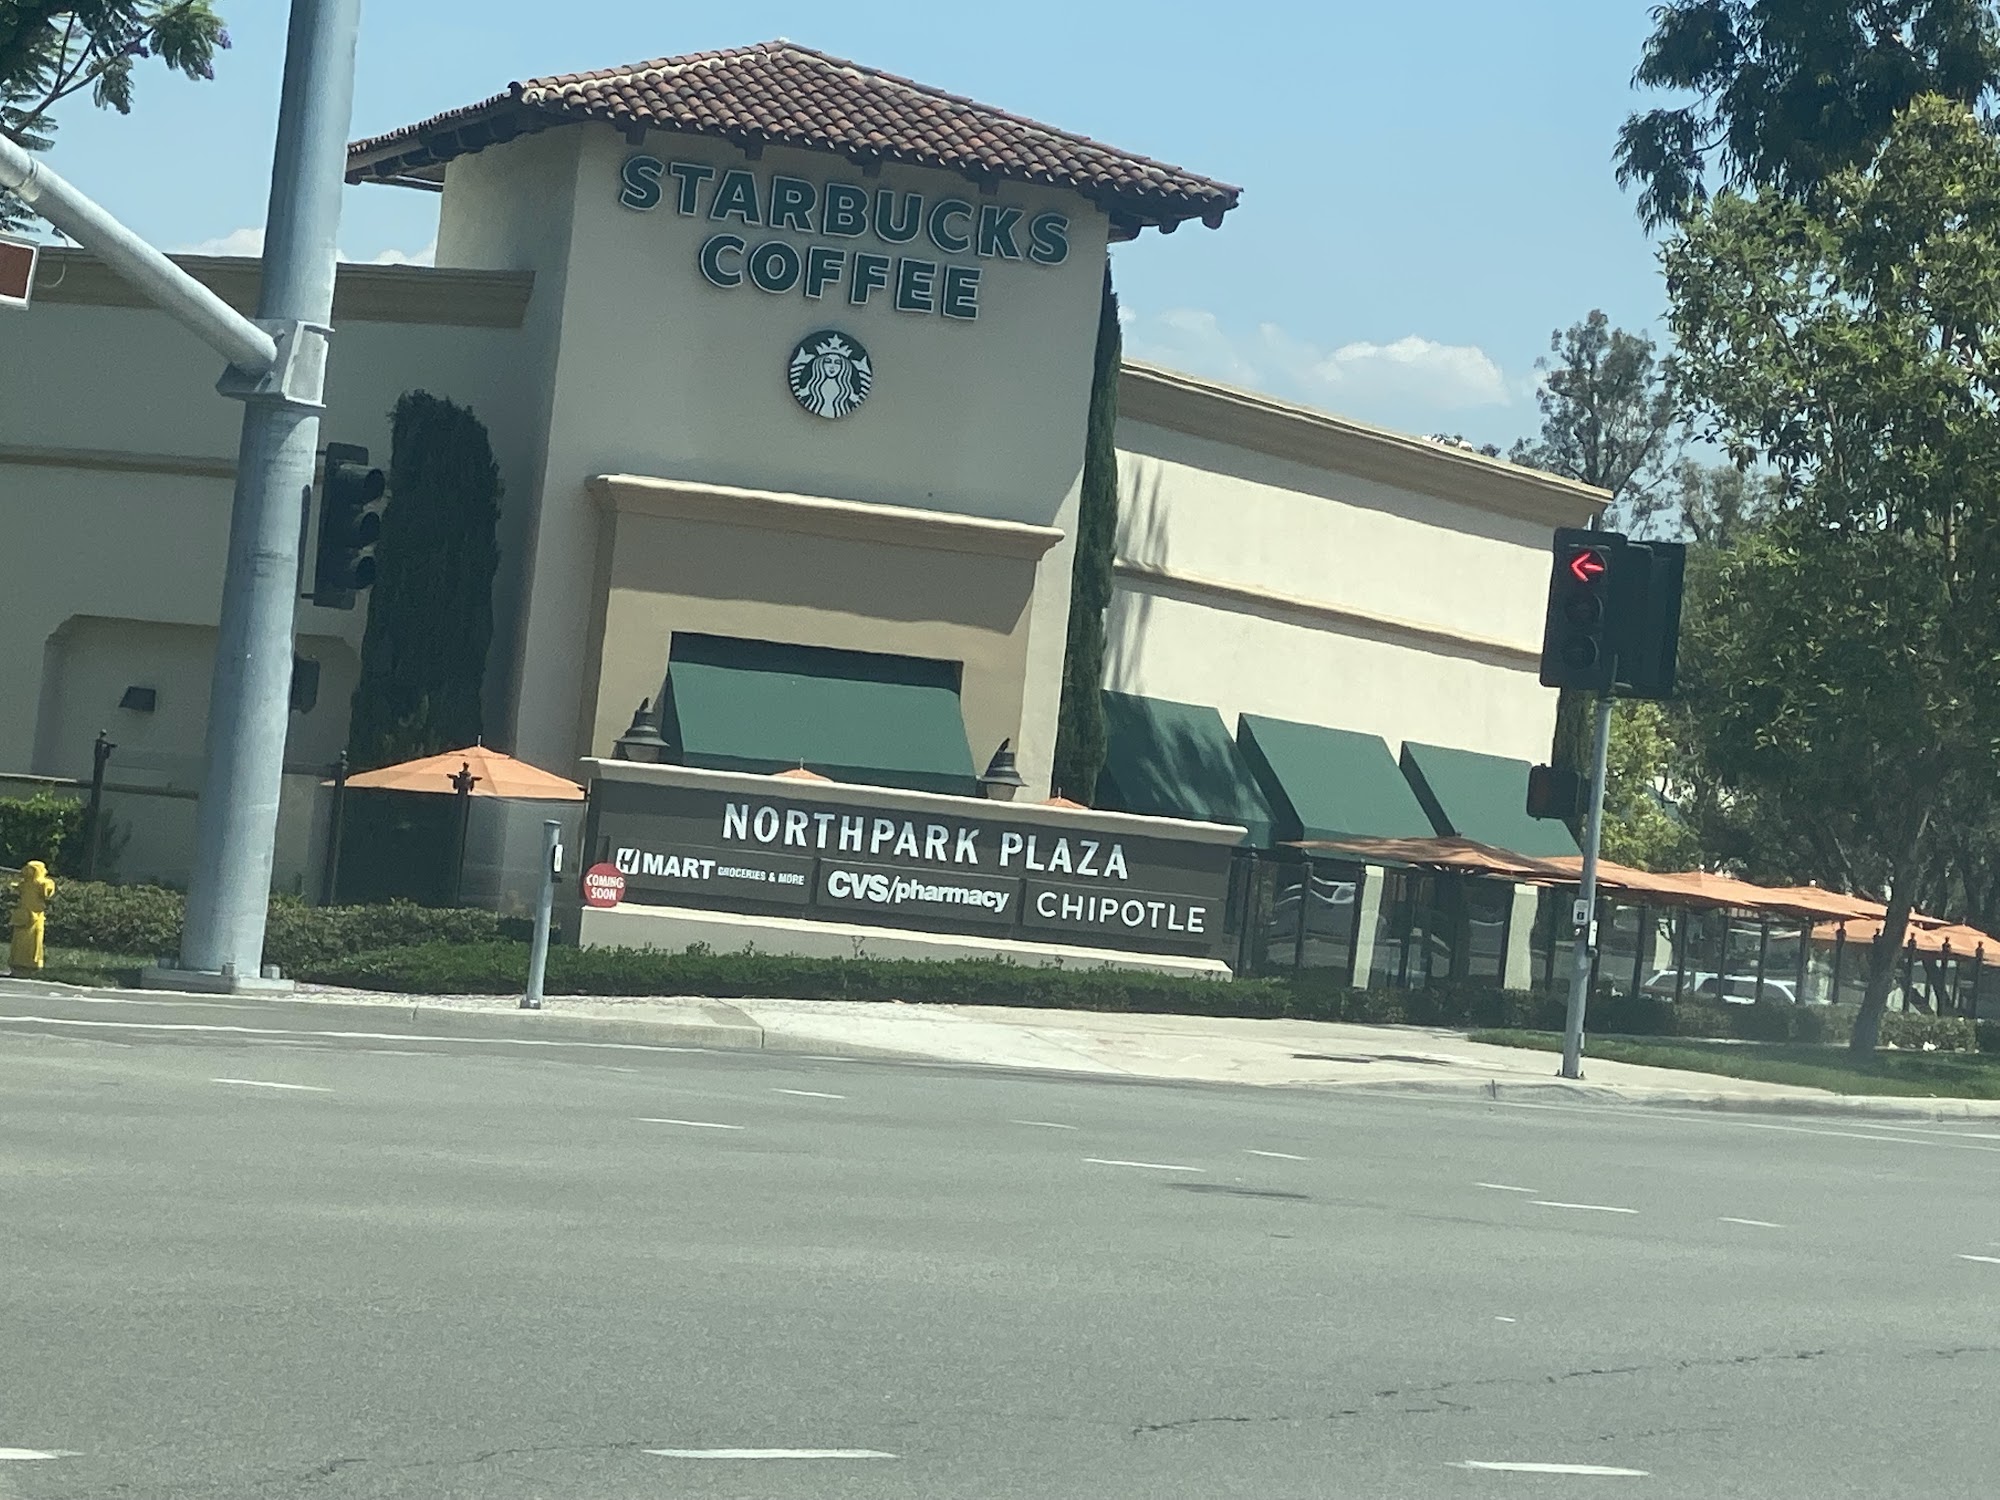 STARBUCKS
COFFEE
NORTHPARK PLAZA
COMING
SOON
H MART GROCERIES & MORE
CVS/pharmacy
CHIPOTLE